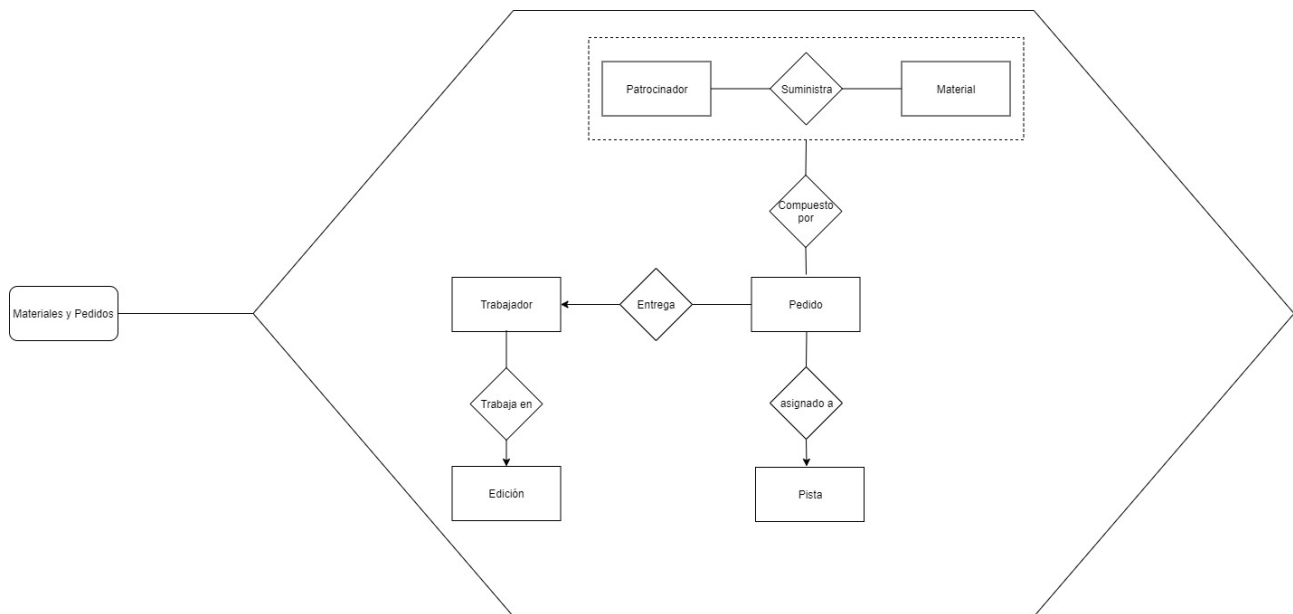 Patrocinador
Suministra
Material
Compuesto
por
Trabajador
Entrega
Pedido
Materiales y Pedidos
Trabaja en
asignado a
Edición
Pista